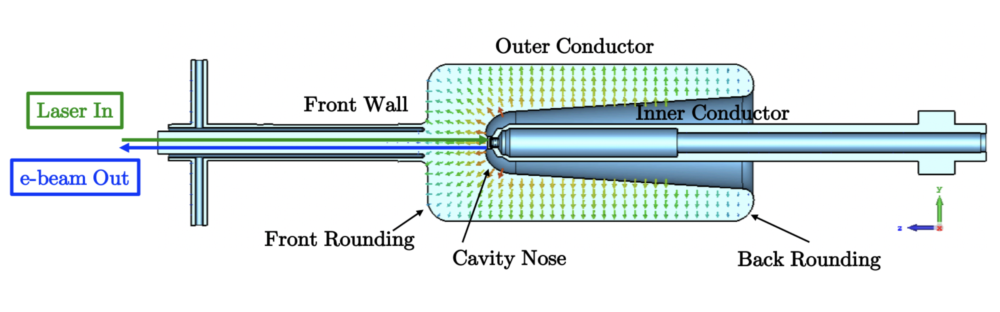 Outer Conductor
Laser In
Front Wall
Inner Conductor
e-beam Out
Front Rounding
Cavity Nose
Back Rounding
y
z
x